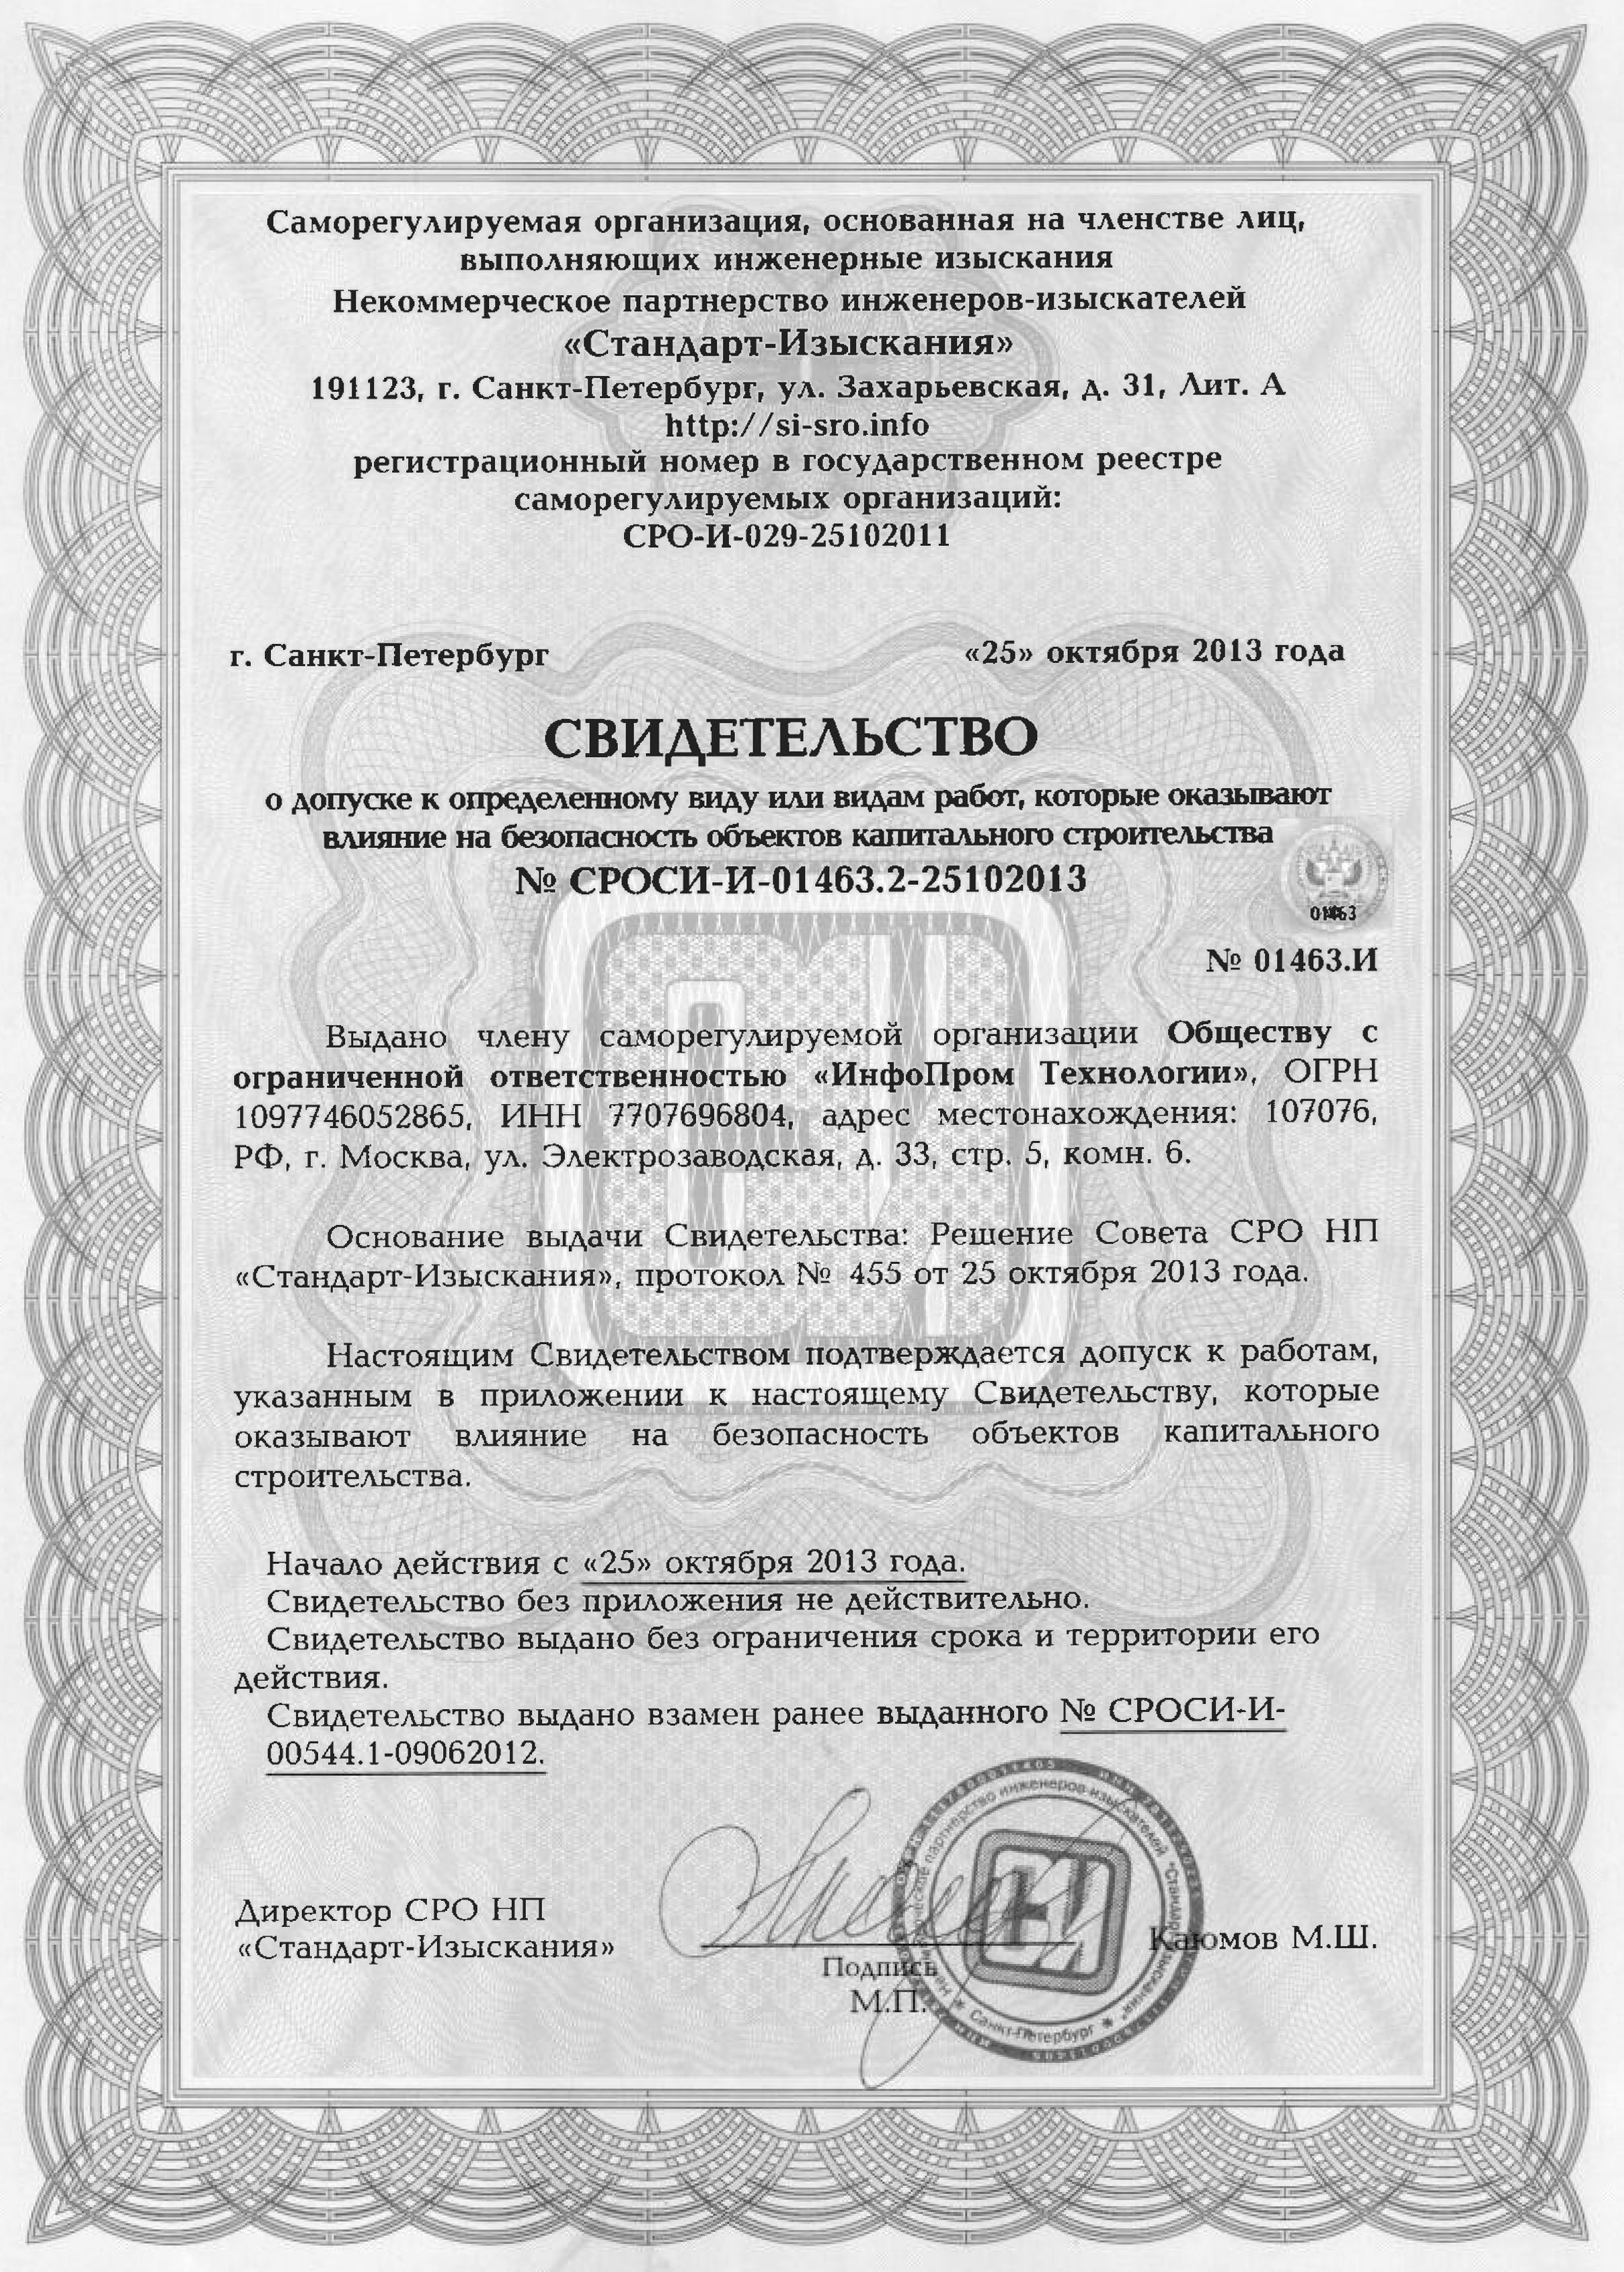 Саморегулируемая организация, основанная на членстве лиц,
выполняющих инженерные изыскания
Некоммерческое партнерство инженеров-изыскателей
«Стандарт-Изыскания»
191123, г. Санкт-Петербург, ул. Захарьевская, д. 31, Лит. А
http://si-sro.info
регистрационный номер в государственном реестре
саморегулируемых организаций:
СРО-И-029-25102011
г. Санкт-Петербург «25» октября 2013 года
СВИДЕТЕЛЬСТВО
о допуске к определенному виду или видам работ, которые оказывают
влияние на безопасность объектов капитального строительства
№ СРОСИ-И-01463.2-25102013
№ 01463.И
Выдано члену саморегулируемой организации Обществу с
ограниченной ответственностью «ИнфоПром Технологии», ОГРН
1097746052865, ИНН 7707696804, адрес местонахождения: 107076,
РФ, г. Москва, ул. Электрозаводская, д. 33, стр. 5, комн. 6.
Основание выдачи Свидетельства: Решение Совета СРО НП
«Стандарт-Изыскания», протокол № 455 от 25 октября 2013 года.
Настоящим Свидетельством подтверждается допуск к работам,
указанным в приложении к настоящему Свидетельству, которые
оказывают влияние на безопасность объектов капитального
строительства.
Начало действия с «25» октября 2013 года.
Свидетельство без приложения не действительно.
Свидетельство выдано без ограничения срока и территории его
действия.
Свидетельство выдано взамен ранее выданного № СРОСИ-И-
00544.1-09062012.
Директор СРО НП
«Стандарт-Изыскания»
Каюмов М.Ш.
Подпись
М.П.
партнерство инженеров-изыскателей "Стандарт-Изыскания"
Санкт-Петербург